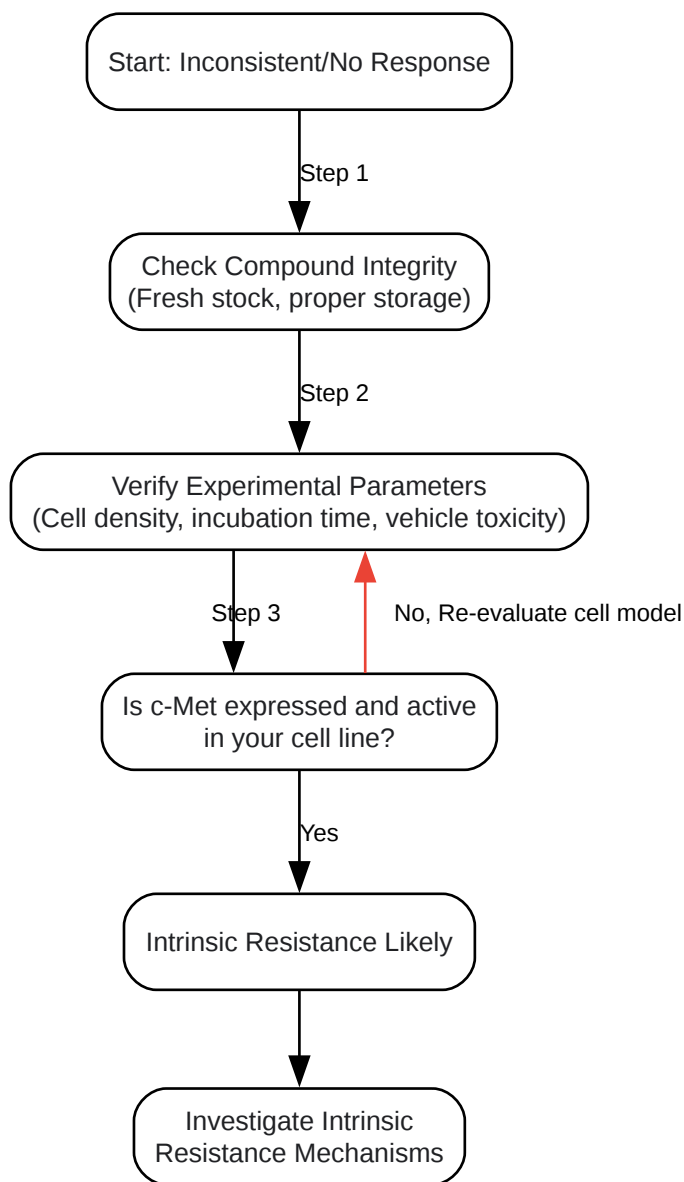 Start: Inconsistent/No Response
Step 1
Check Compound Integrity
(Fresh stock, proper storage)
Step 2
Verify Experimental Parameters
(Cell density, incubation time, vehicle toxicity)
Step 3
No, Re-evaluate cell model
Is c-Met expressed and active
in your cell line?
Yes
Intrinsic Resistance Likely
Investigate Intrinsic
Resistance Mechanisms